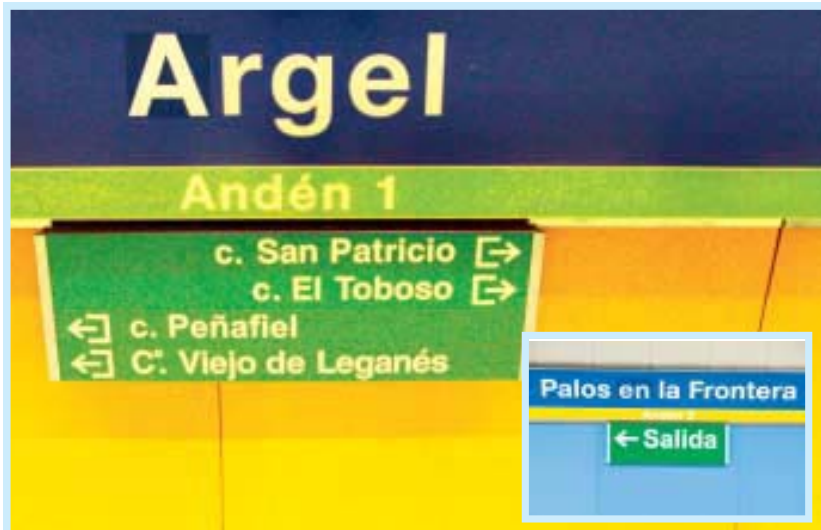 Argel
Andén 1
c. San Patricio
c. El Toboso
c. Peñafiel
Cº. Viejo de Leganés
Palos en la Frontera
Salida